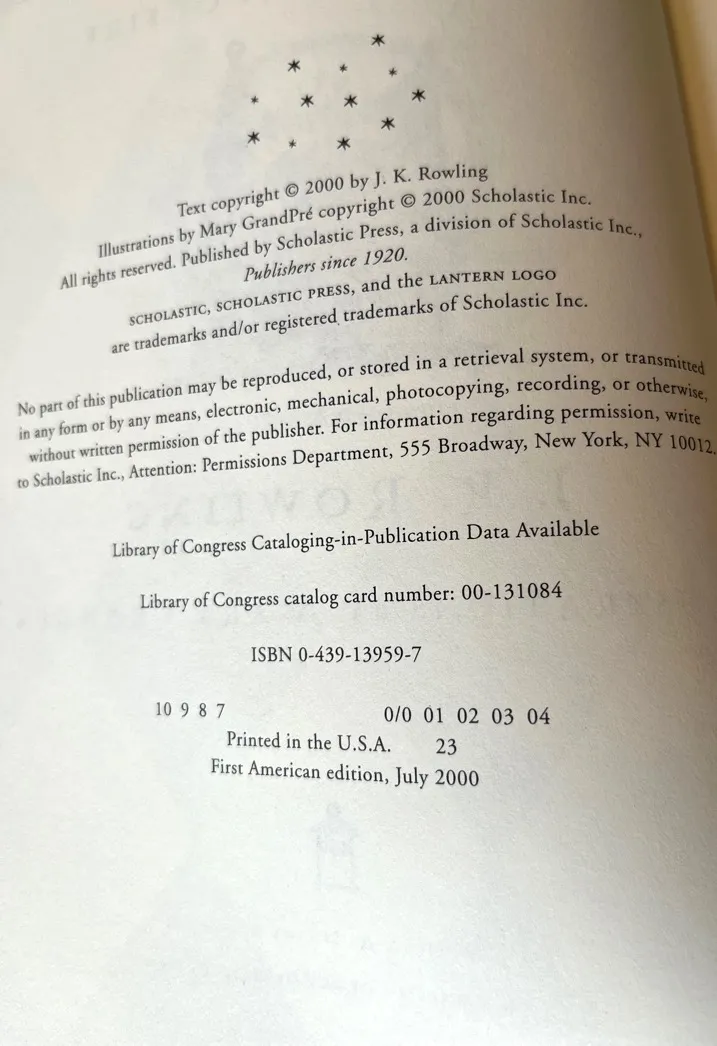 Text copyright © 2000 by J. K. Rowling
Illustrations by Mary GrandPré copyright © 2000 Scholastic Inc.
All rights reserved. Published by Scholastic Press, a division of Scholastic Inc.,
Publishers since 1920.
SCHOLASTIC, SCHOLASTIC PRESS, and the LANTERN LOGO
are trademarks and/or registered trademarks of Scholastic Inc.
No part of this publication may be reproduced, or stored in a retrieval system, or transmitted
in any form or by any means, electronic, mechanical, photocopying, recording, or otherwise,
without written permission of the publisher. For information regarding permission, write
to Scholastic Inc., Attention: Permissions Department, 555 Broadway, New York, NY 10012.
Library of Congress Cataloging-in-Publication Data Available
Library of Congress catalog card number: 00-131084
ISBN 0-439-13959-7
10 9 8 7 0/0 01 02 03 04
Printed in the U.S.A. 23
First American edition, July 2000